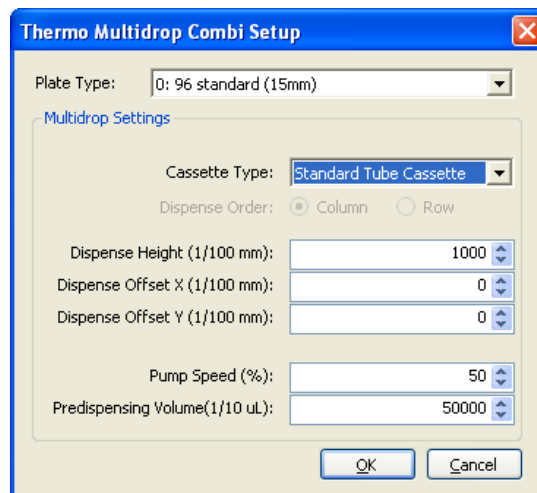 Thermo Multidrop Combi Setup
Plate Type: 0: 96 standard (15mm)
Multidrop Settings
Cassette Type: Standard Tube Cassette
Dispense Order: Column Row
Dispense Height (1/100 mm): 1000
Dispense Offset X (1/100 mm): 0
Dispense Offset Y (1/100 mm): 0
Pump Speed (%): 50
Predispensing Volume(1/10 uL): 50000
OK Cancel